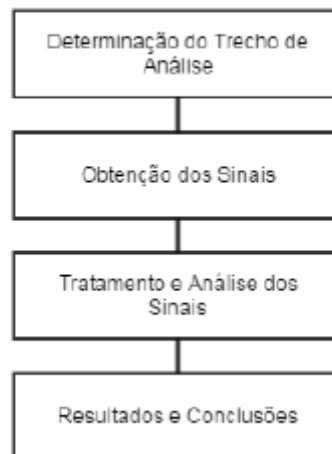 Determinação do Trecho de
Análise
Obtenção dos Sinais
Tratamento e Análise dos
Sinais
Resultados e Conclusões